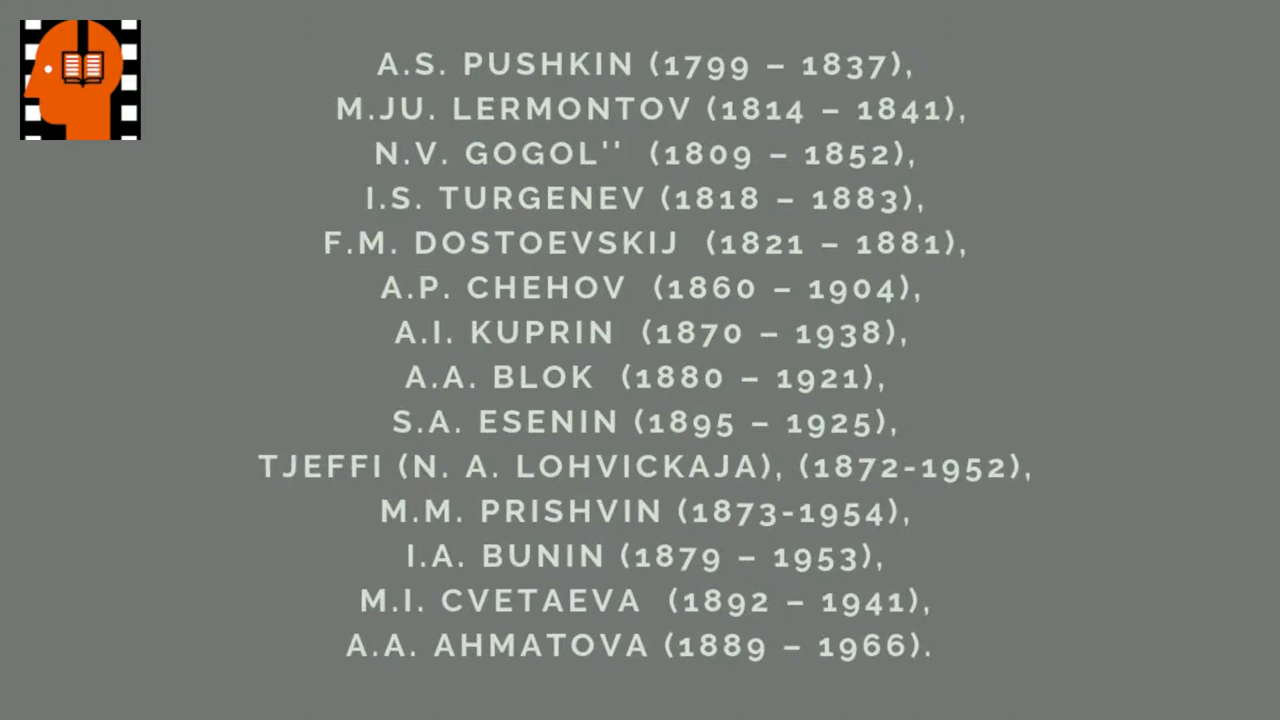 A.S. PUSHKIN (1799 – 1837),
M.JU. LERMONTOV (1814 – 1841),
N.V. GOGOL'' (1809 – 1852),
I.S. TURGENEV (1818 – 1883),
F.M. DOSTOEVSKIJ (1821 – 1881),
A.P. CHEHOV (1860 – 1904),
A.I. KUPRIN (1870 – 1938),
A.A. BLOK (1880 – 1921),
S.A. ESENIN (1895 – 1925),
TJEFFI (N. A. LOHVICKAJA), (1872-1952),
M.M. PRISHVIN (1873-1954),
I.A. BUNIN (1879 – 1953),
M.I. CVETAEVA (1892 – 1941),
A.A. AHMATOVA (1889 – 1966).